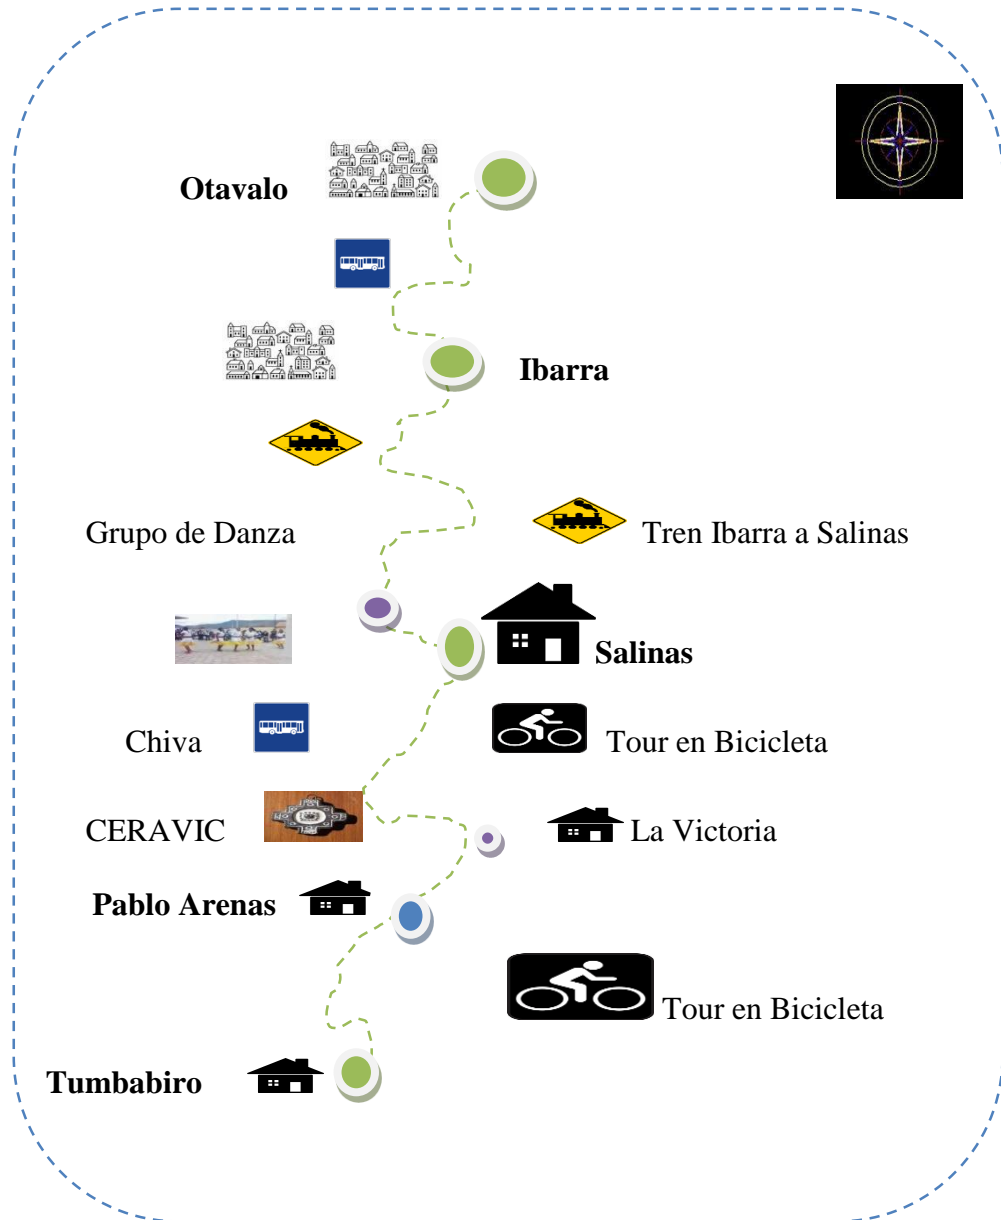 Otavalo
Ibarra
Grupo de Danza
Tren Ibarra a Salinas
Salinas
Chiva
Tour en Bicicleta
CERAVIC
La Victoria
Pablo Arenas
Tour en Bicicleta
Tumbabiro